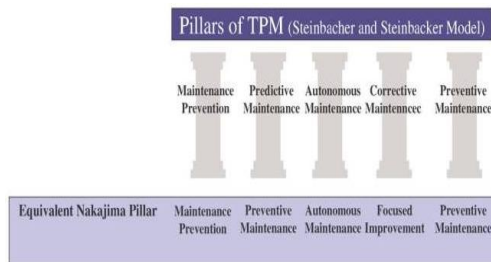 Pillars of TPM (Steinbacher and Steinbacker Model)
Maintenance Prevention
Predictive Maintenance
Autonomous Maintenance
Corrective Maintenncec
Preventive Maintenance
Equivalent Nakajima Pillar
Maintenance Prevention
Preventive Maintenance
Autonomous Maintenance
Focused Improvement
Preventive Maintenance